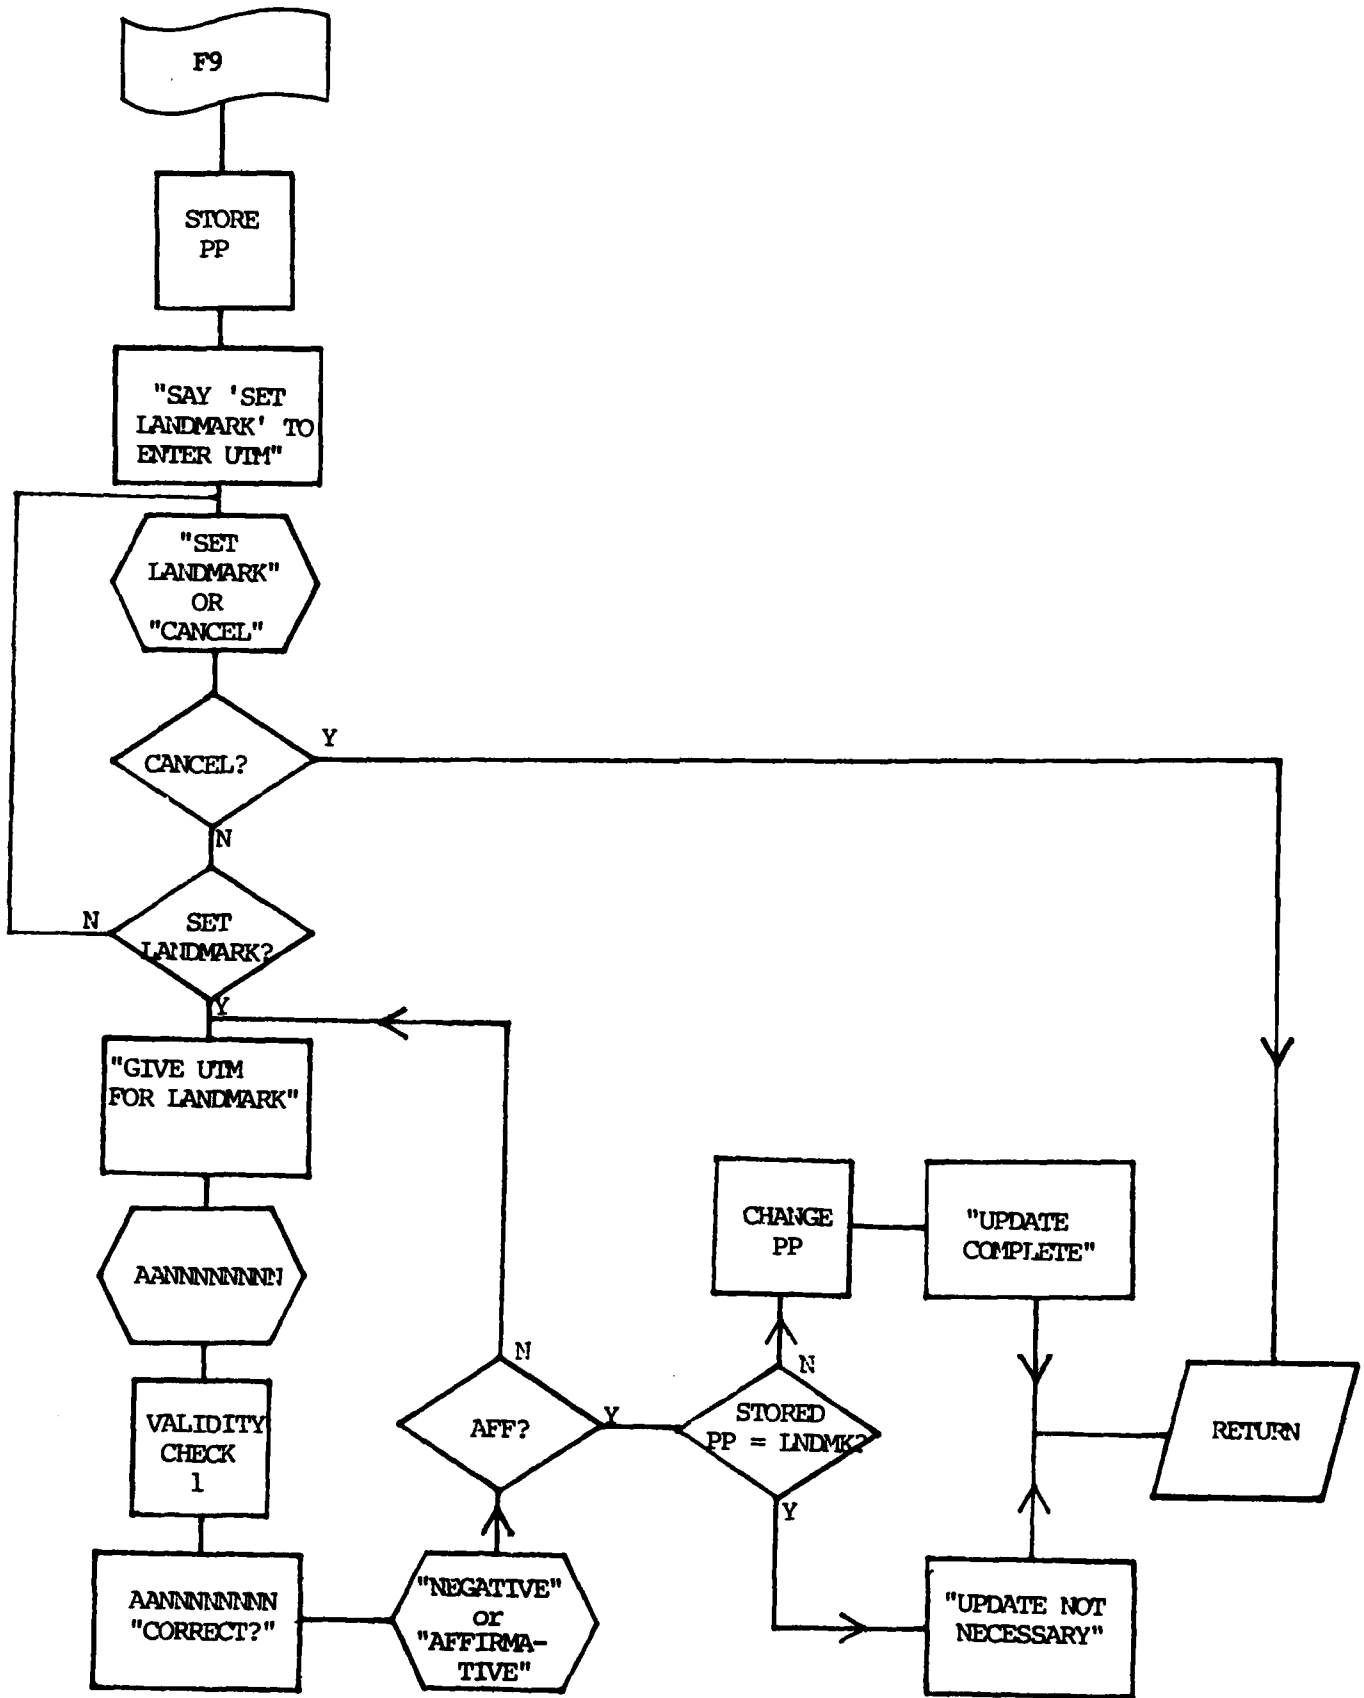 F9
STORE
PP
"SAY 'SET
LANDMARK' TO
ENTER UTM"
"SET
LANDMARK"
OR
"CANCEL"
CANCEL?
Y
N
SET
LANDMARK?
N
Y
"GIVE UTM
FOR LANDMARK"
AANNNNNNNN
VALIDITY
CHECK
1
AANNNNNNNN
"CORRECT?"
"NEGATIVE"
or
"AFFIRMA-
TIVE"
AFF?
N
Y
STORED
PP = LNDMK?
N
Y
CHANGE
PP
"UPDATE
COMPLETE"
"UPDATE NOT
NECESSARY"
RETURN